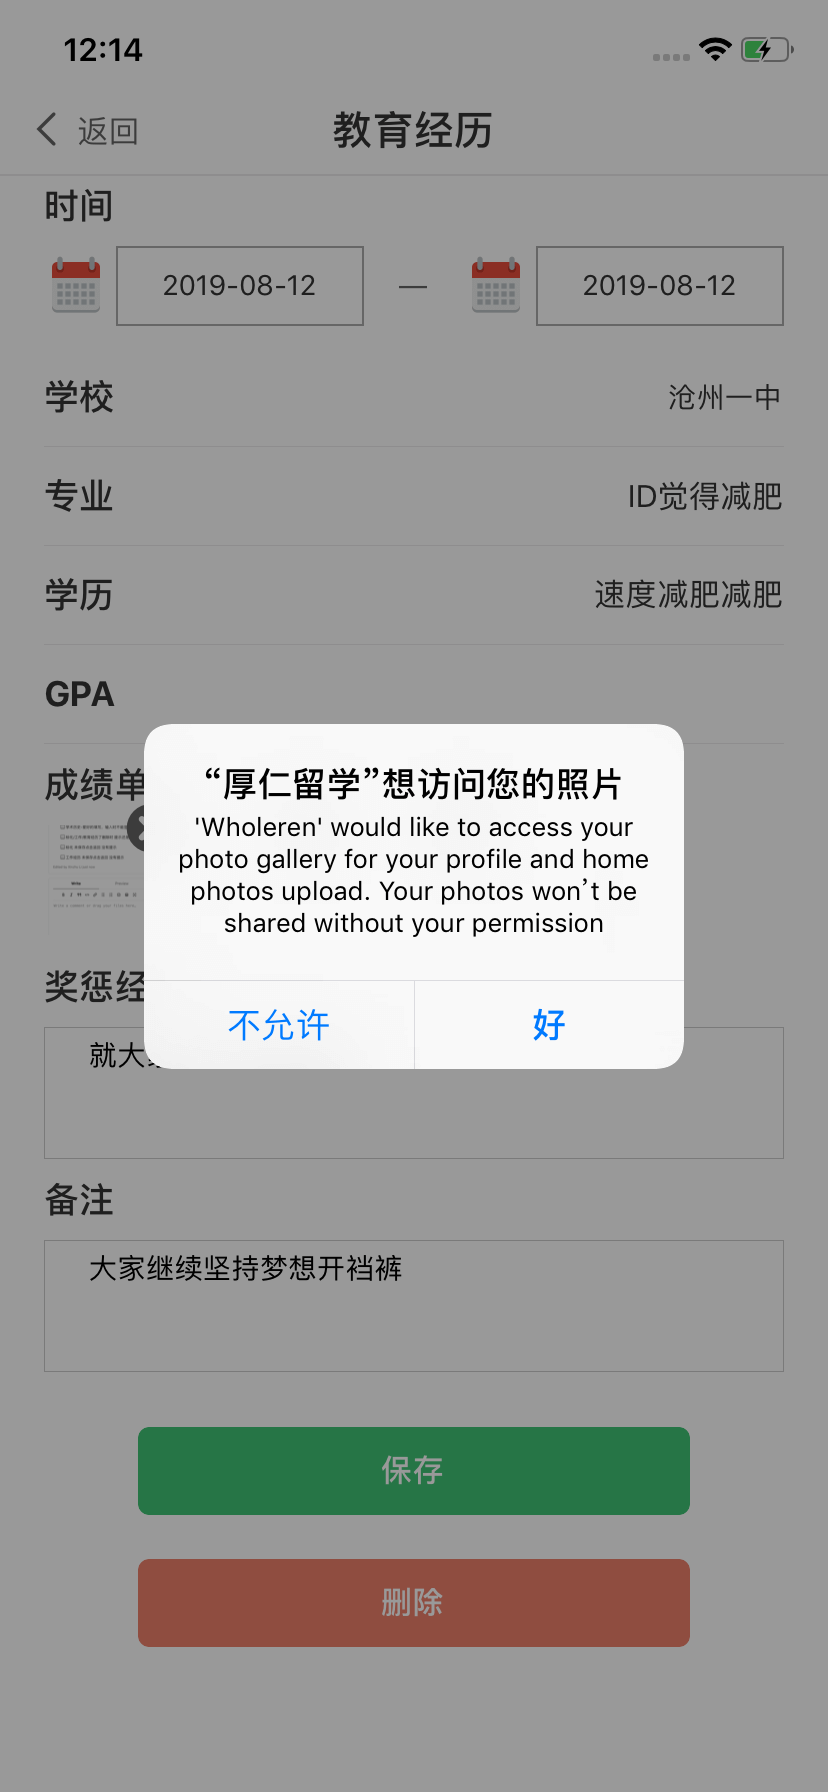 12:14
返回
教育经历
时间
2019-08-12 — 2019-08-12
学校 沧州一中
专业 ID觉得减肥
学历 速度减肥减肥
GPA
成绩单
“厚仁留学”想访问您的照片
'Wholeren' would like to access your
photo gallery for your profile and home
photos upload. Your photos won’t be
shared without your permission
不允许 好
奖惩经
就大
备注
大家继续坚持梦想开裆裤
保存
删除